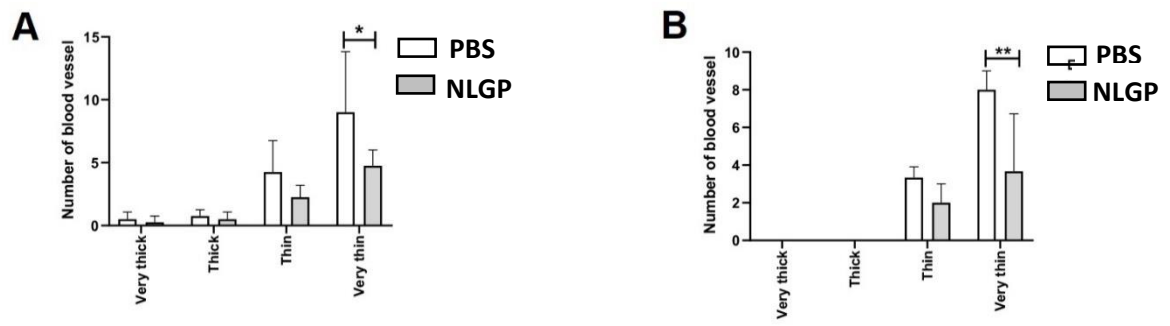 A
Number of blood vessel
15
10
5
0
*
PBS
NLGP
Very thick
Thick
Thin
Very thin
B
Number of blood vessel
10
8
6
4
2
0
**
PBS
NLGP
Very thick
Thick
Thin
Very thin